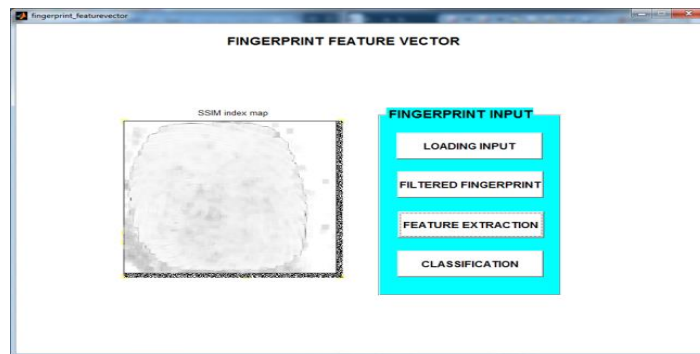 fingerprint_featurevector
FINGERPRINT FEATURE VECTOR
SSIM index map
FINGERPRINT INPUT
LOADING INPUT
FILTERED FINGERPRINT
FEATURE EXTRACTION
CLASSIFICATION